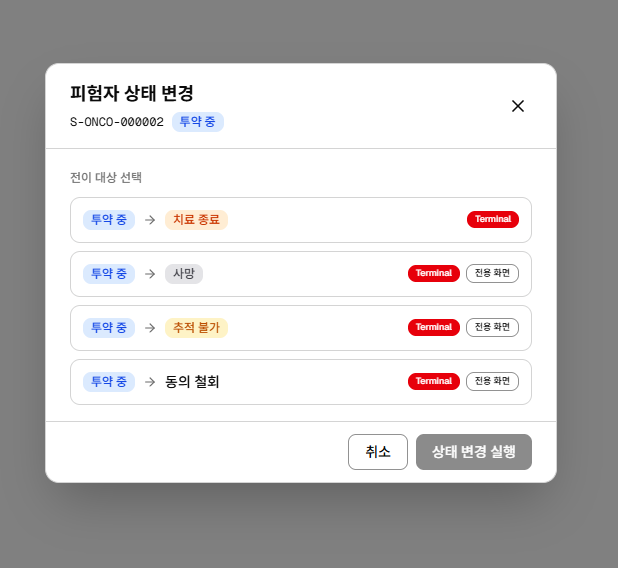 피험자 상태 변경
S-ONCO-000002 투약 중
전이 대상 선택
투약 중 → 치료 종료 Terminal
투약 중 → 사망 Terminal 전용 화면
투약 중 → 추적 불가 Terminal 전용 화면
투약 중 → 동의 철회 Terminal 전용 화면
취소 상태 변경 실행